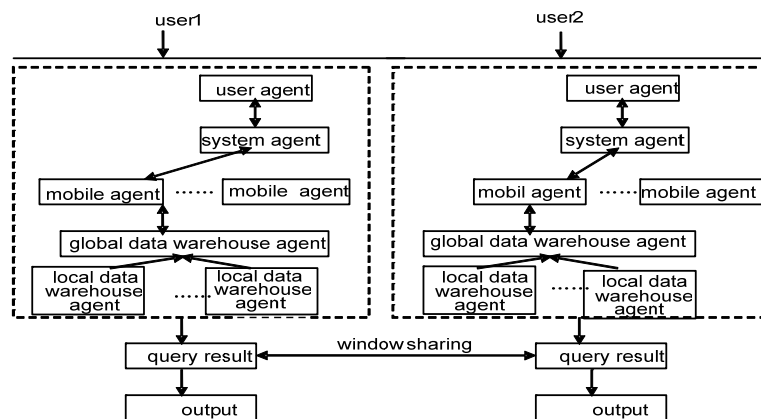 user1
user2
user agent
user agent
system agent
system agent
mobile agent
......
mobile agent
mobil agent
......
mobile agent
global data warehouse agent
global data warehouse agent
local data
warehouse
agent
......
local data
warehouse
agent
local data
warehouse
agent
......
local data
warehouse
agent
query result
window sharing
query result
output
output